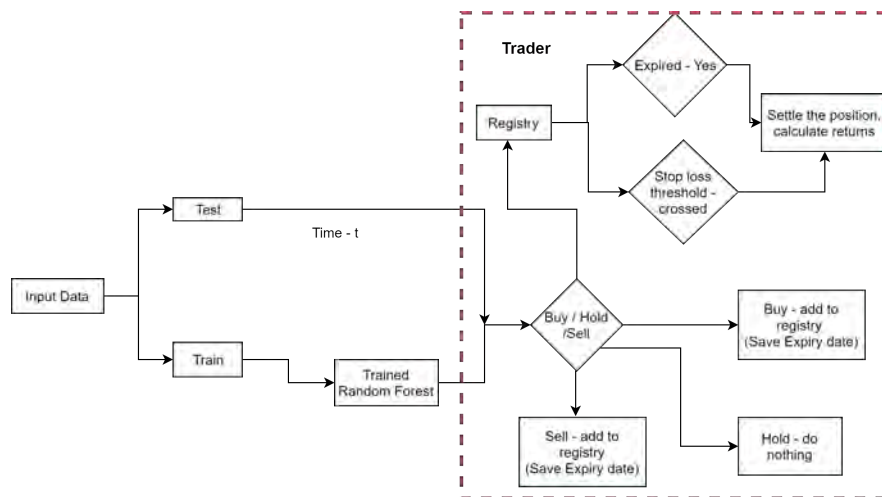 Trader
Expired - Yes
Registry
Settle the position,
calculate returns
Stop loss
threshold -
crossed
Test
Time - t
Input Data
Buy / Hold
/Sell
Buy - add to
registry
(Save Expiry date)
Train
Trained
Random Forest
Sell - add to
registry
(Save Expiry date)
Hold - do
nothing